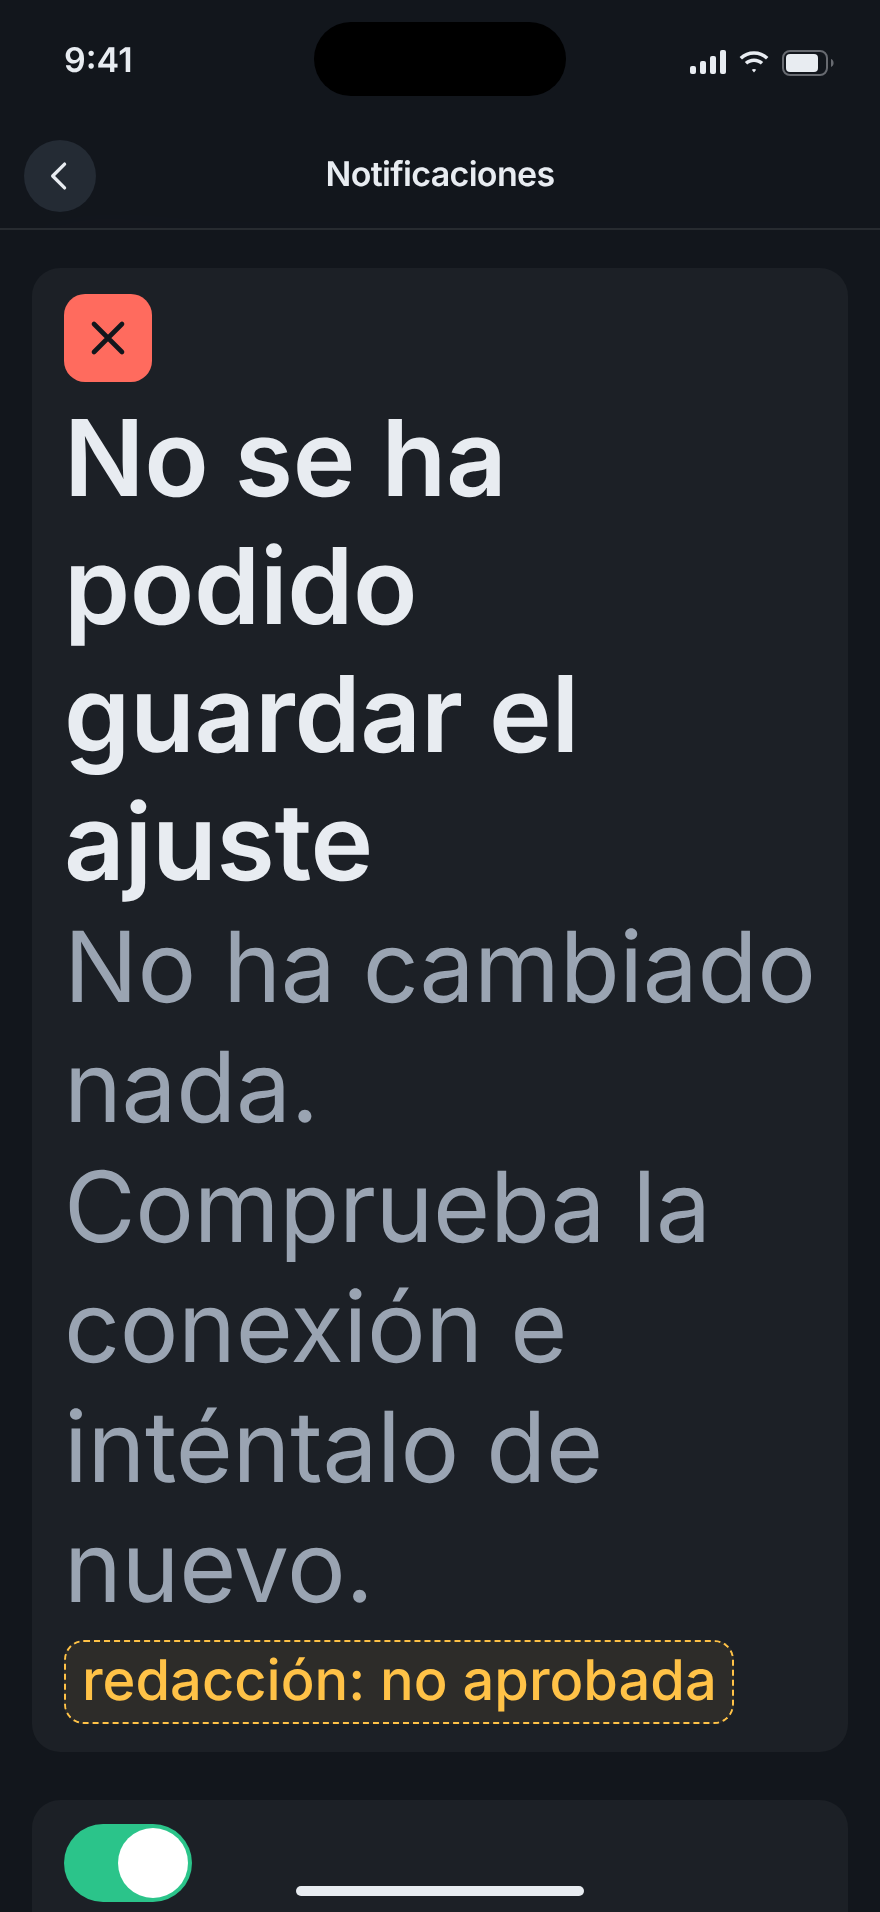 9:41
Notificaciones
No se ha
podido
guardar el
ajuste
No ha cambiado
nada.
Comprueba la
conexión e
inténtalo de
nuevo.
redacción: no aprobada